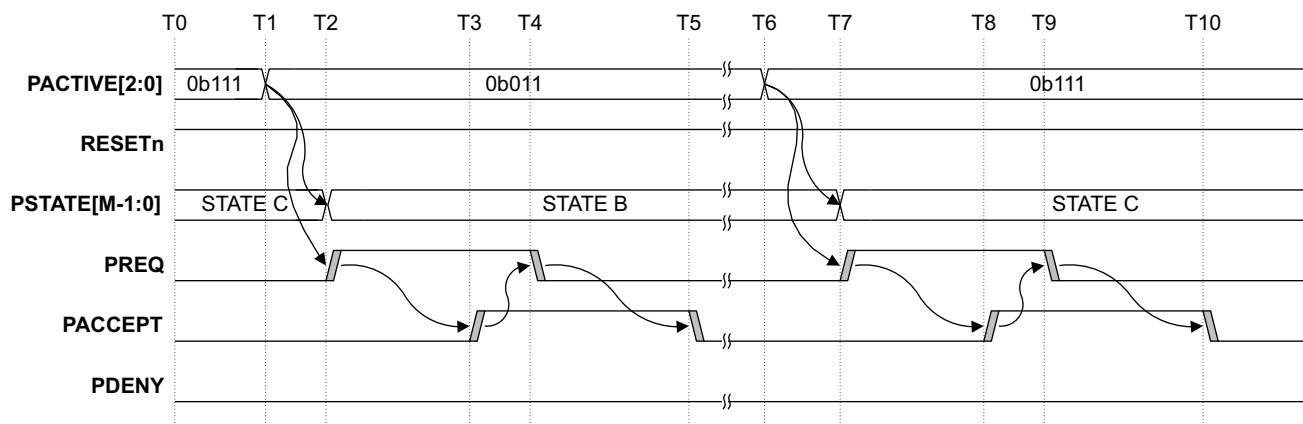 T0 T1 T2 T3 T4 T5 T6 T7 T8 T9 T10
PACTIVE[2:0] 0b111 0b011 0b111
RESETn
PSTATE[M-1:0] STATE C STATE B STATE C
PREQ
PACCEPT
PDENY